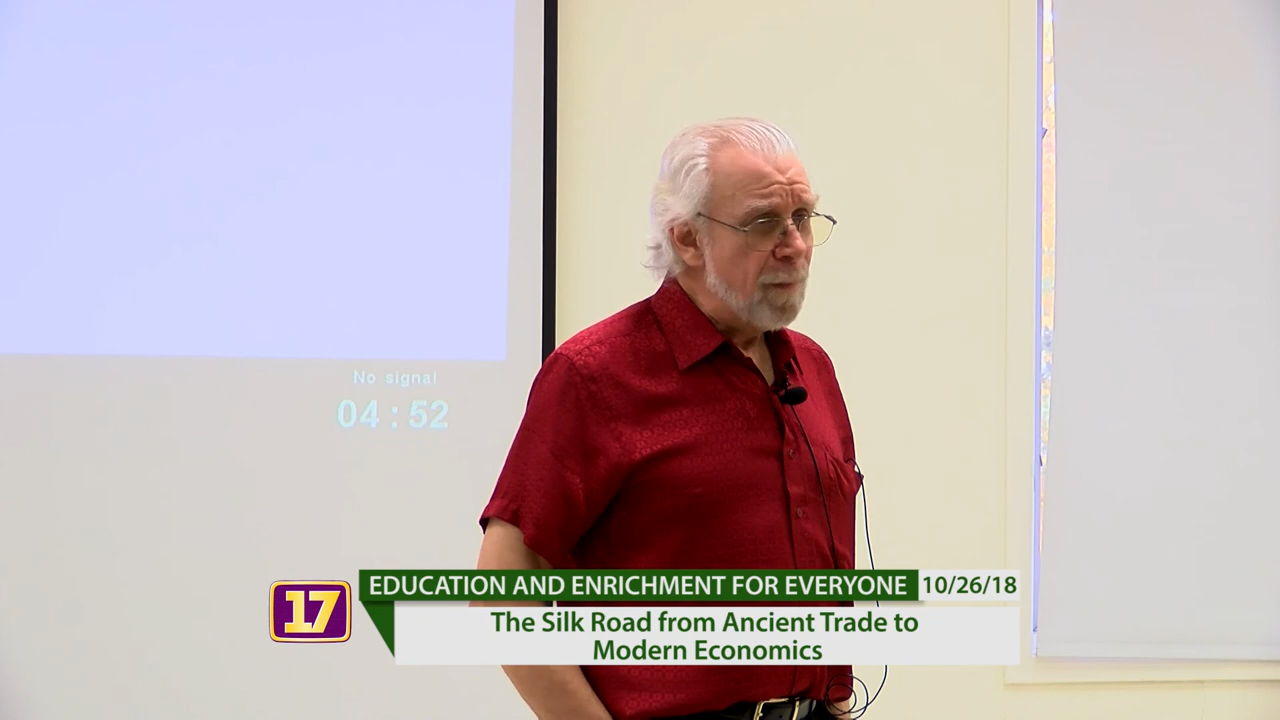 No signal
04:52
17
EDUCATION AND ENRICHMENT FOR EVERYONE 10/26/18
The Silk Road from Ancient Trade to
Modern Economics